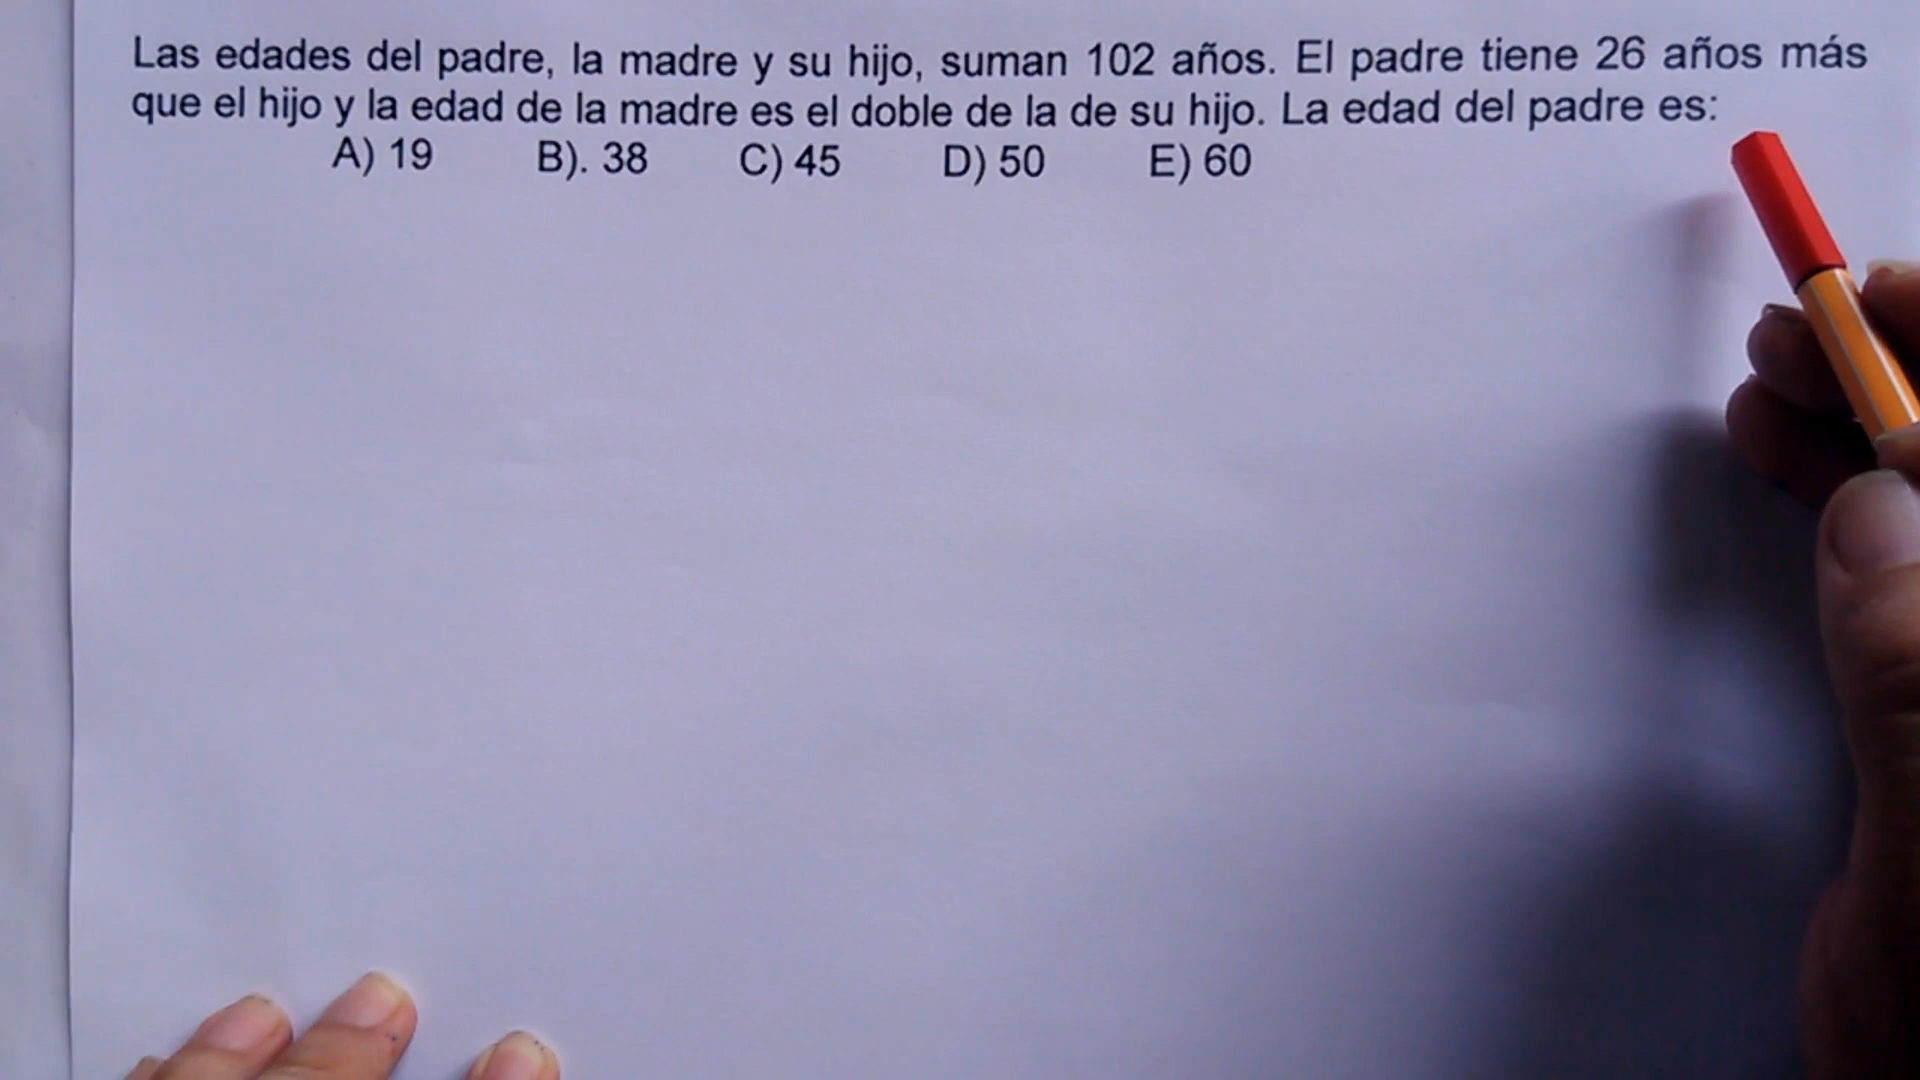 Las edades del padre, la madre y su hijo, suman 102 años. El padre tiene 26 años más
que el hijo y la edad de la madre es el doble de la de su hijo. La edad del padre es:
A) 19 B). 38 C) 45 D) 50 E) 60